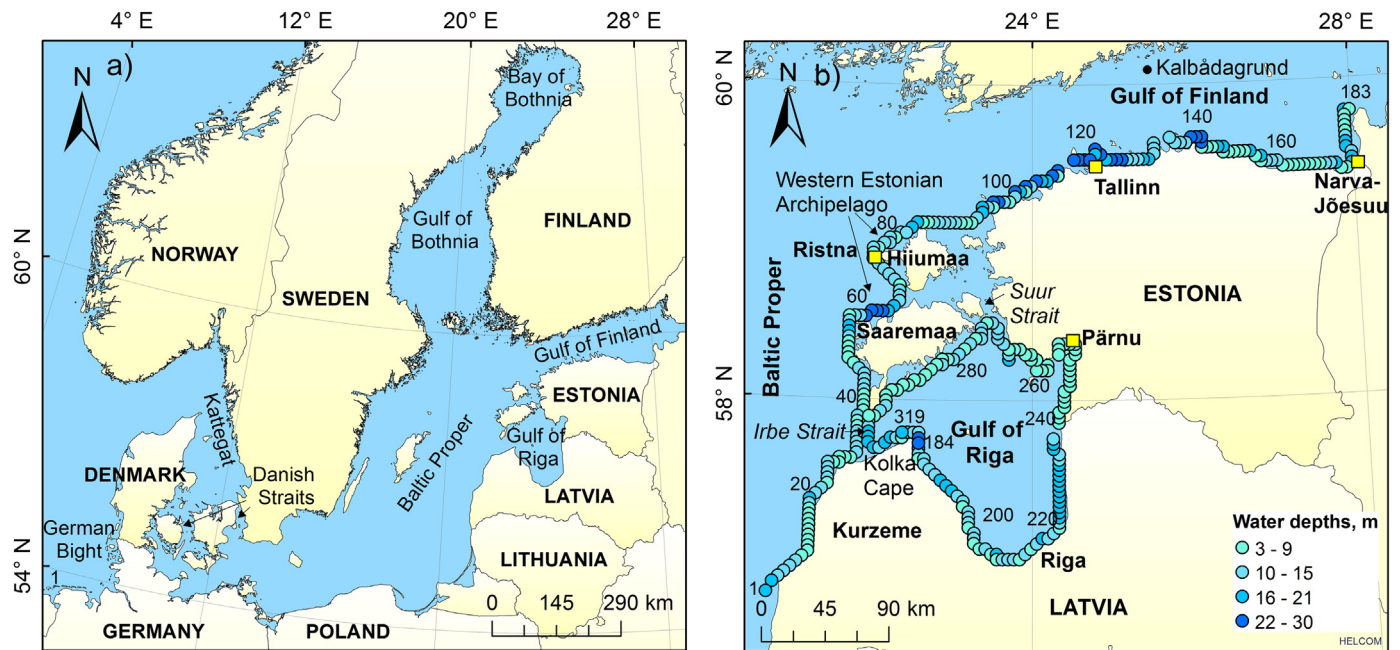 4° E
12° E
20° E
28° E
60° N
54° N
a)
N
Bay of
Bothnia
NORWAY
Gulf of
Bothnia
FINLAND
SWEDEN
Gulf of Finland
ESTONIA
Kattegat
Gulf of
Riga
DENMARK
Danish
Straits
Baltic Proper
LATVIA
German
Bight
LITHUANIA
1
0 145 290 km
GERMANY
POLAND
24° E
28° E
60° N
58° N
b)
N
Kalbådagrund
Gulf of Finland
183
140
120
160
Tallinn
Narva-
Jõesuu
Western Estonian
Archipelago
100
80
Ristna
Hiiumaa
Baltic Proper
60
Suur
Strait
ESTONIA
Saaremaa
Pärnu
280
260
40
240
319
Irbe Strait
184
Gulf of
Riga
Kolka
Cape
20
200
220
Kurzeme
Riga
1
0 45 90 km
LATVIA
Water depths, m
3 - 9
10 - 15
16 - 21
22 - 30
HELCOM